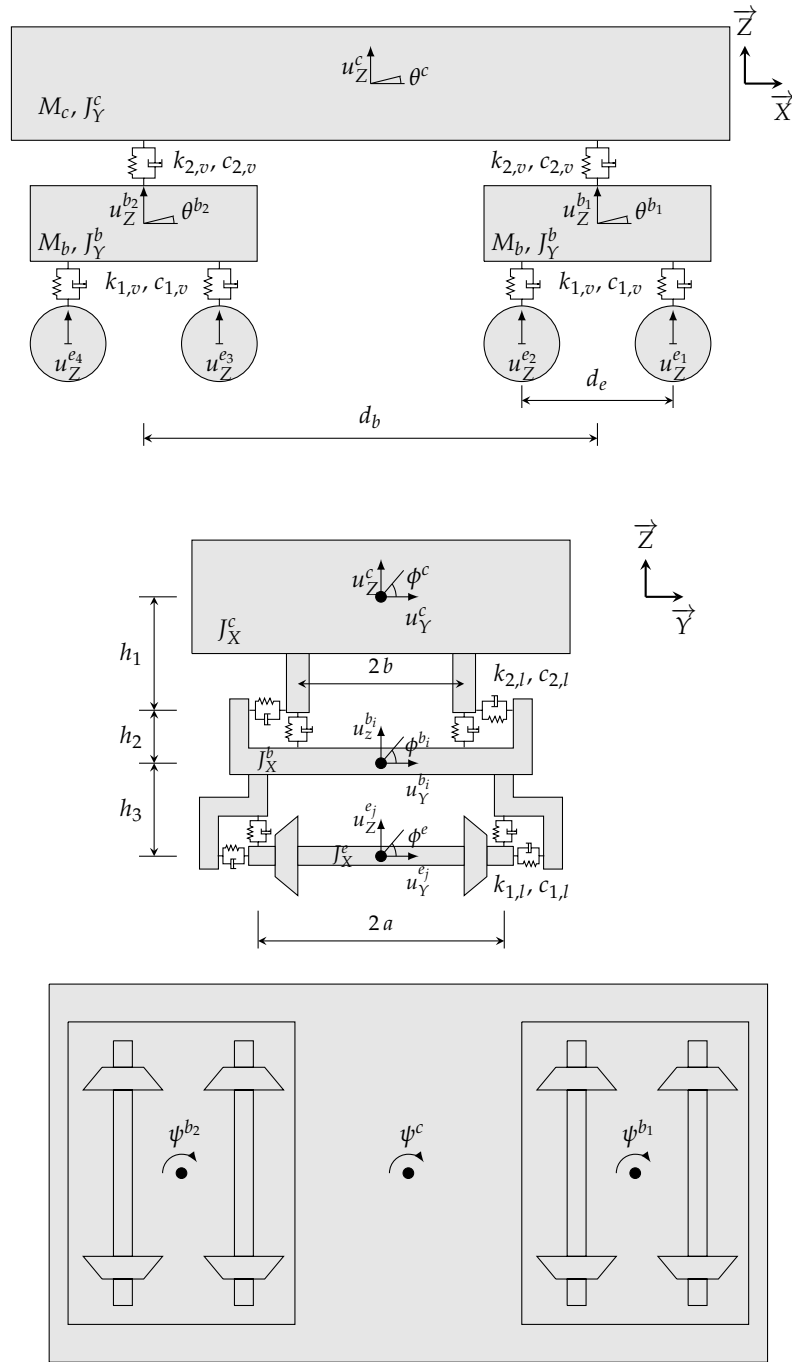 Z
u_Z^c θ^c
X
M_c, J_Y^c
k_{2,v}, c_{2,v} k_{2,v}, c_{2,v}
u_Z^{b_2} θ^{b_2} u_Z^{b_1} θ^{b_1}
M_b, J_Y^b M_b, J_Y^b
k_{1,v}, c_{1,v} k_{1,v}, c_{1,v}
u_Z^{e_4} u_Z^{e_3} u_Z^{e_2} u_Z^{e_1}
d_e
d_b
Z
u_Z^c φ^c
Y
u_Y^c
J_X^c
h_1
2 b k_{2,l}, c_{2,l}
h_2 u_z^{b_i} φ^{b_i}
J_X^b
u_Y^{b_i}
h_3
u_Z^{e_j} φ^e
J_X^e
u_Y^{e_j} k_{1,l}, c_{1,l}
2 a
ψ^{b_2} ψ^c ψ^{b_1}